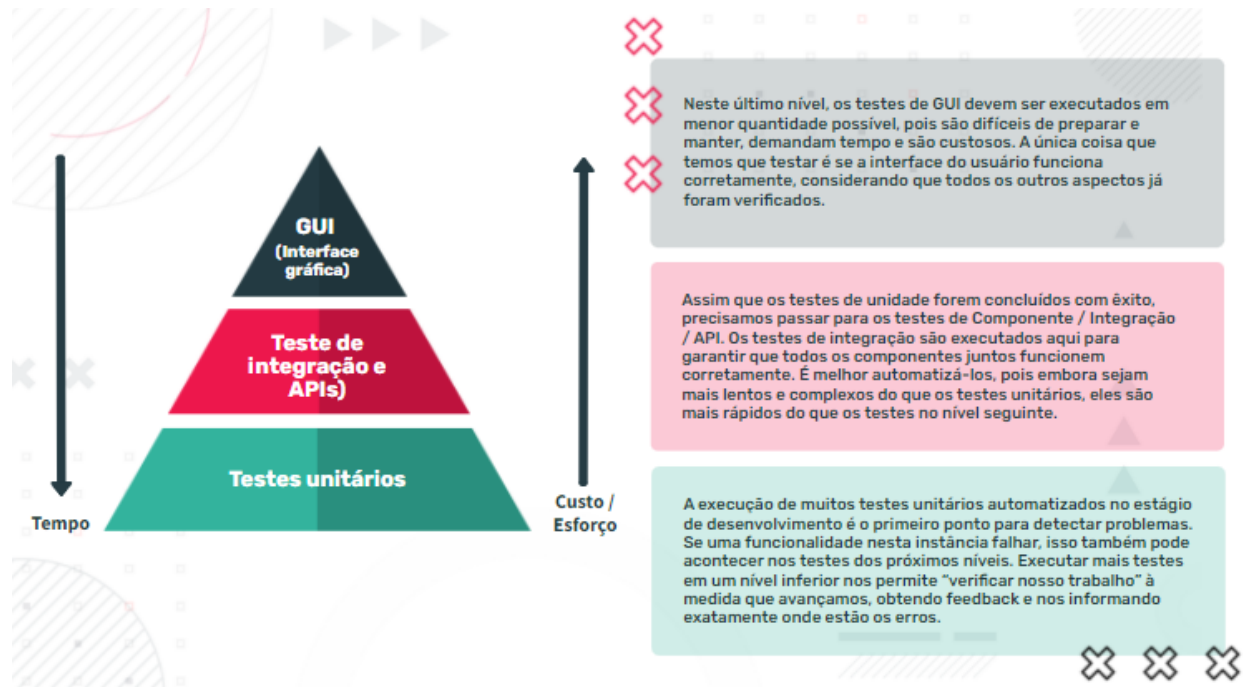 GUI
(Interface
gráfica)
Teste de
integração e
APIs)
Testes unitários
Tempo
Custo /
Esforço
Neste último nível, os testes de GUI devem ser executados em
menor quantidade possível, pois são difíceis de preparar e
manter, demandam tempo e são custosos. A única coisa que
temos que testar é se a interface do usuário funciona
corretamente, considerando que todos os outros aspectos já
foram verificados.
Assim que os testes de unidade forem concluídos com êxito,
precisamos passar para os testes de Componente / Integração
/ API. Os testes de integração são executados aqui para
garantir que todos os componentes juntos funcionem
corretamente. É melhor automatizá-los, pois embora sejam
mais lentos e complexos do que os testes unitários, eles são
mais rápidos do que os testes no nível seguinte.
A execução de muitos testes unitários automatizados no estágio
de desenvolvimento é o primeiro ponto para detectar problemas.
Se uma funcionalidade nesta instância falhar, isso também pode
acontecer nos testes dos próximos níveis. Executar mais testes
em um nível inferior nos permite “verificar nosso trabalho” à
medida que avançamos, obtendo feedback e nos informando
exatamente onde estão os erros.